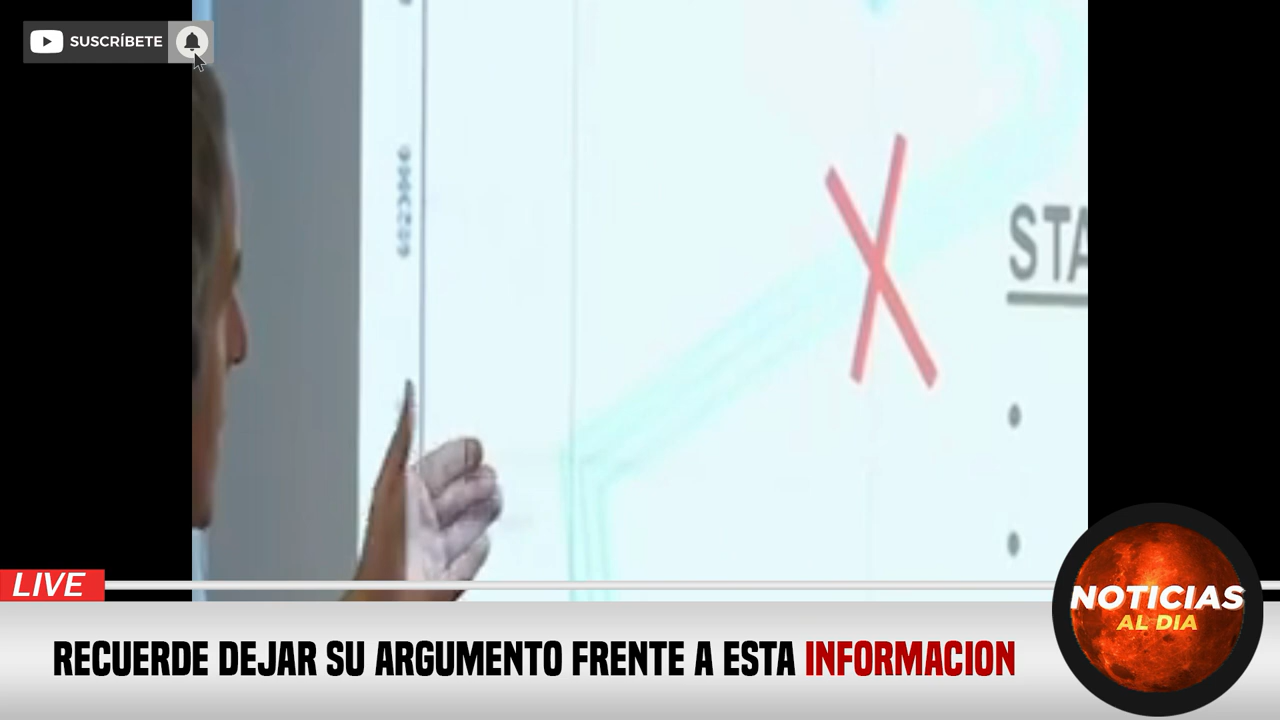 SUSCRÍBETE
STA
LIVE
NOTICIAS
AL DIA
RECUERDE DEJAR SU ARGUMENTO FRENTE A ESTA INFORMACION